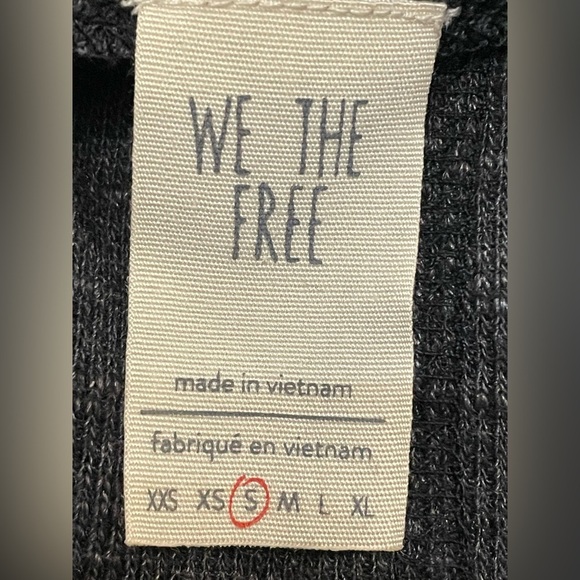 WE THE
FREE
made in vietnam
fabriqué en vietnam
XXS XS S M L XL